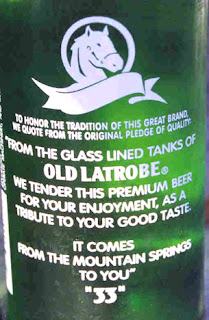 TO HONOR THE TRADITION OF THIS GREAT BRAND,
WE QUOTE FROM THE ORIGINAL PLEDGE OF QUALITY-
FROM THE GLASS LINED TANKS OF
OLD LATROBE®
WE TENDER THIS PREMIUM BEER
FOR YOUR ENJOYMENT, AS A
TRIBUTE TO YOUR GOOD TASTE.
IT COMES
FROM THE MOUNTAIN SPRINGS
TO YOU"
"33"